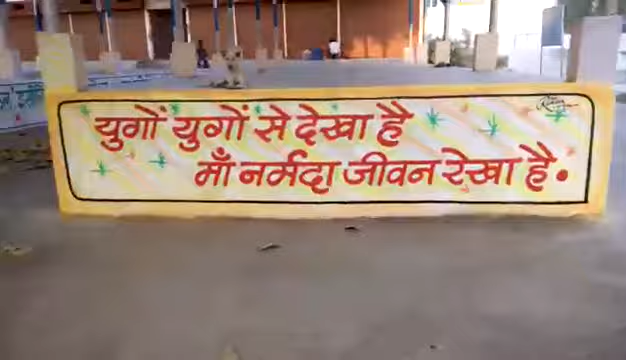 युगों युगों से देखा है
माँ नर्मदा जीवन रेखा है.